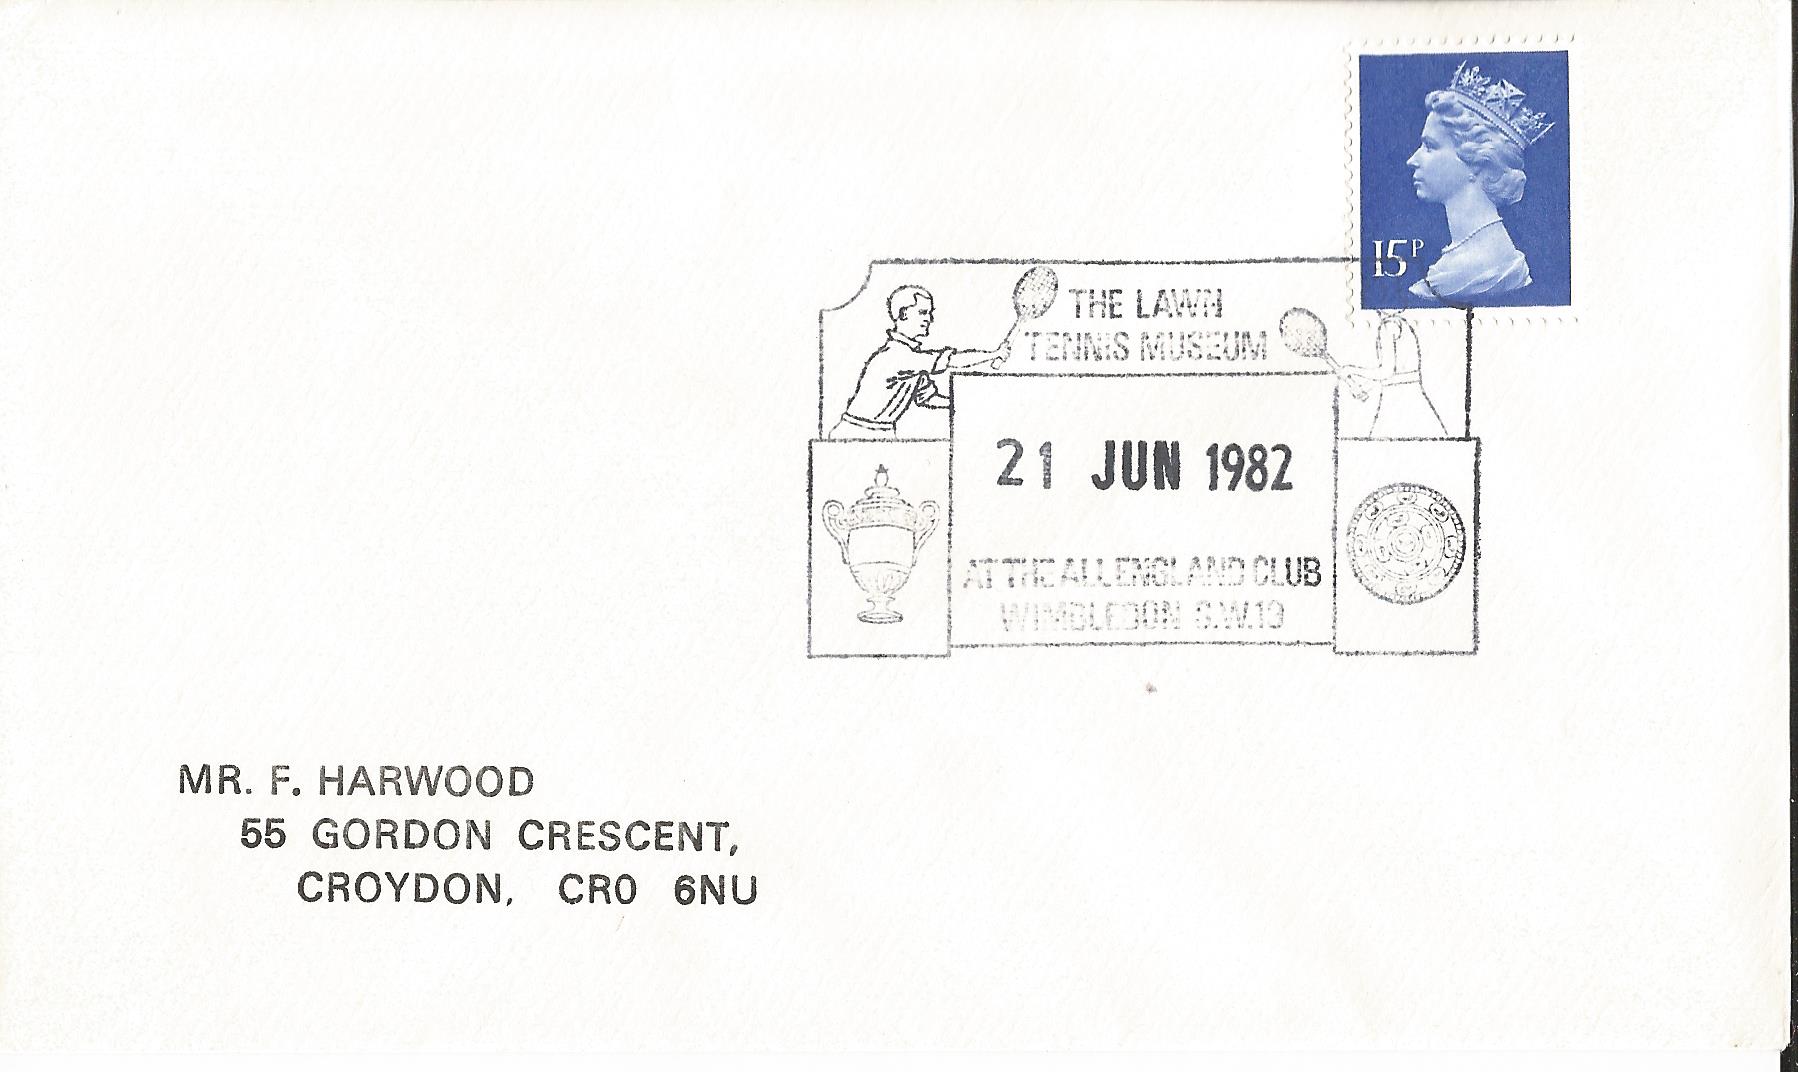 15P
THE LAWN
TENNIS MUSEUM
21 JUN 1982
AT THE ALL ENGLAND CLUB
WIMBLEDON S.W.19
MR. F. HARWOOD
55 GORDON CRESCENT,
CROYDON, CR0 6NU